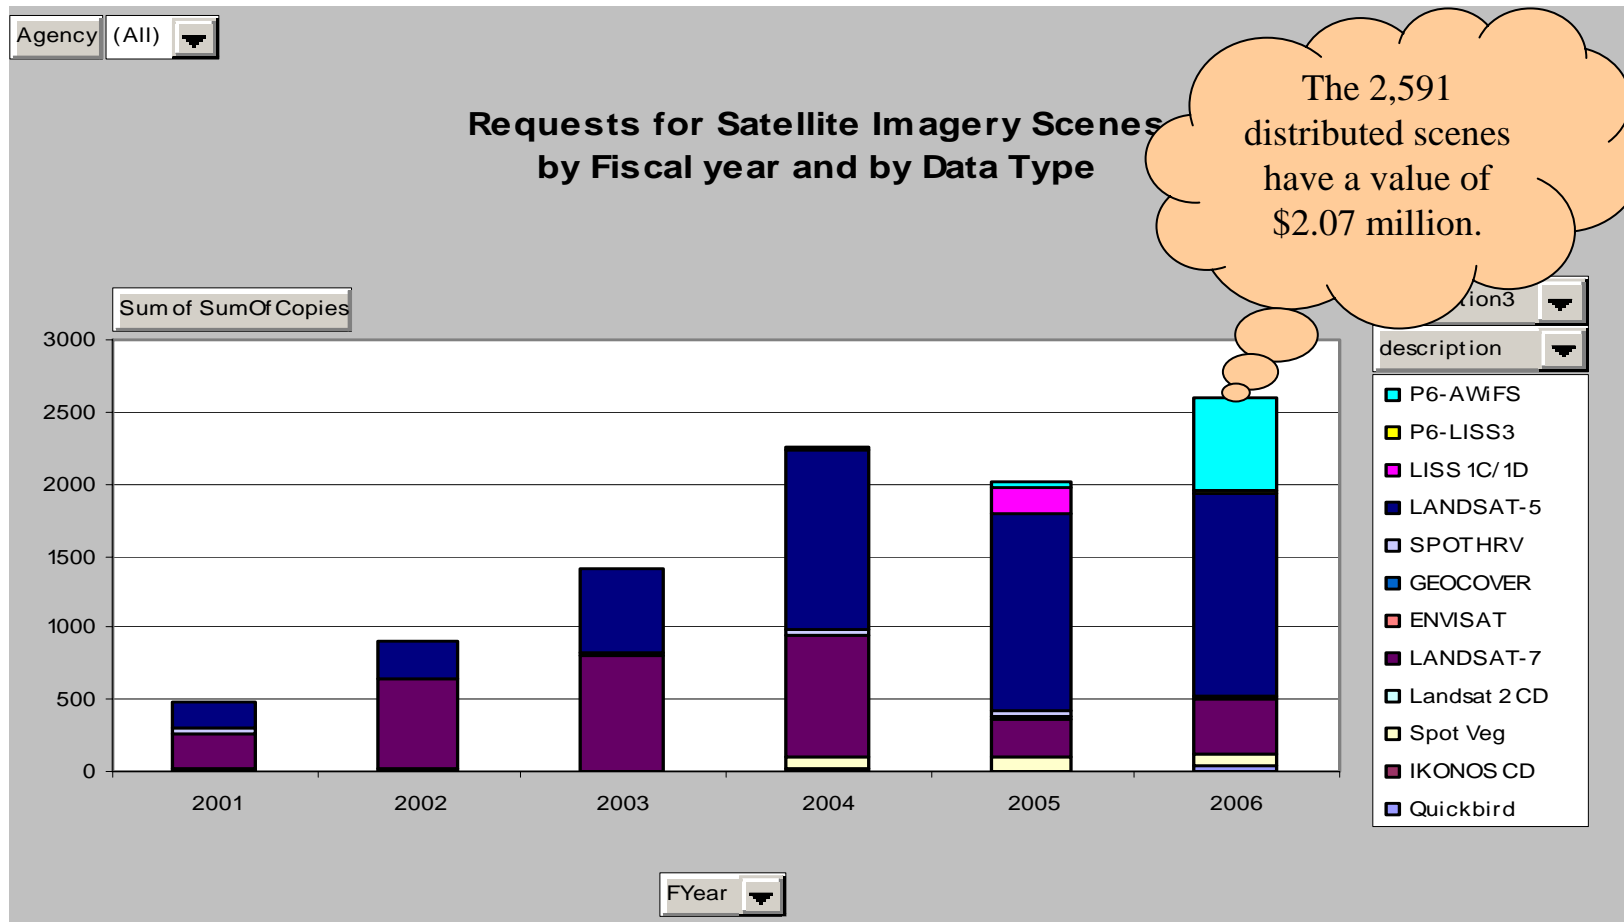 Agency (All)
The 2,591
distributed scenes
have a value of
$2.07 million.
Requests for Satellite Imagery Scenes
by Fiscal year and by Data Type
Sum of SumOfCopies
tion3
description
3000
2500
2000
1500
1000
500
0
2001 2002 2003 2004 2005 2006
P6-AWiFS
P6-LISS3
LISS 1C/1D
LANDSAT-5
SPOT HRV
GEOCOVER
ENVISAT
LANDSAT-7
Landsat 2 CD
Spot Veg
IKONOS CD
Quickbird
FYear